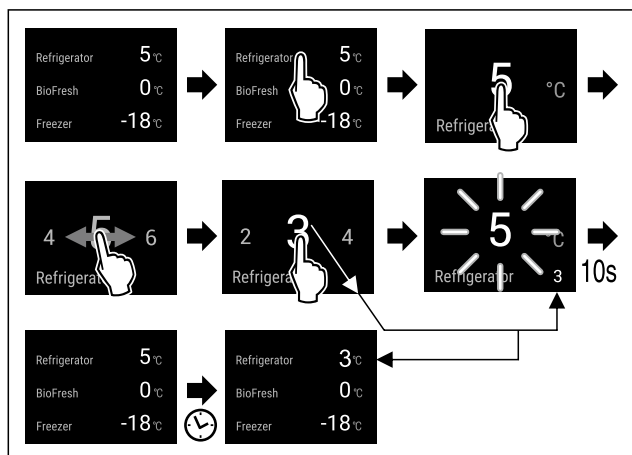 Refrigerator 5 °C
BioFresh 0 °C
Freezer -18 °C
Refrigerator 5 °C
BioFresh 0 °C
Freezer -18 °C
5 °C
Refrigera
4 5 6
Refrigera
2 3 4
Refrigera
5 °C
Refrigerator 3
10s
Refrigerator 5 °C
BioFresh 0 °C
Freezer -18 °C
Refrigerator 3 °C
BioFresh 0 °C
Freezer -18 °C